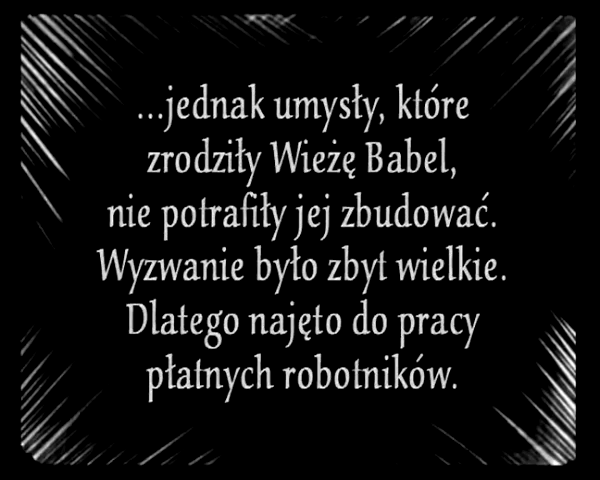 ...jednak umysły, które
zrodziły Wieżę Babel,
nie potrafiły jej zbudować.
Wyzwanie było zbyt wielkie.
Dlatego najęto do pracy
płatnych robotników.